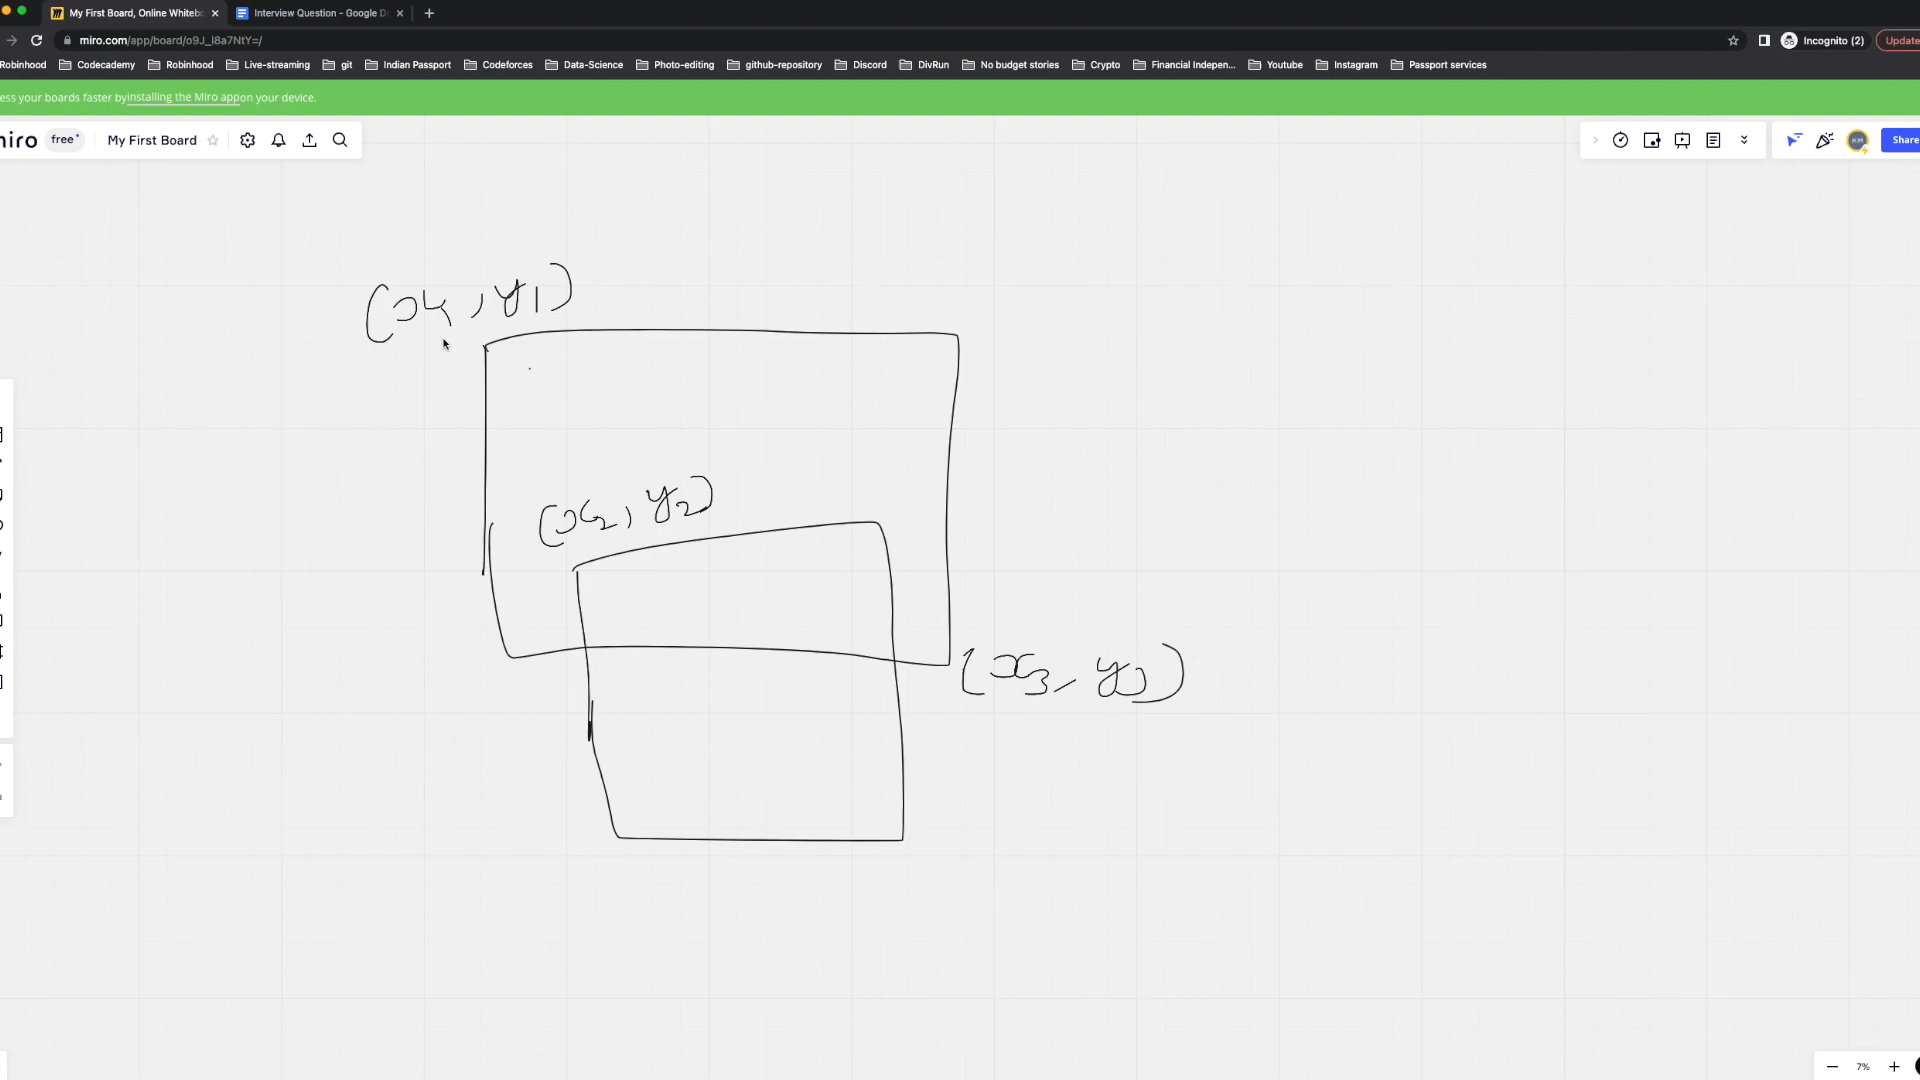 My First Board, Online Whitebo
Interview Question - Google D
miro.com/app/board/o9J_l8a7NtY=/
Incognito (2)
Update
Robinhood
Codecademy
Robinhood
Live-streaming
git
Indian Passport
Codeforces
Data-Science
Photo-editing
github-repository
Discord
DivRun
No budget stories
Crypto
Financial Indepen...
Youtube
Instagram
Passport services
ess your boards faster by installing the Miro app on your device.
miro
free
My First Board
Share
(x1, y1)
(x2, y2)
(x3, y3)
7%